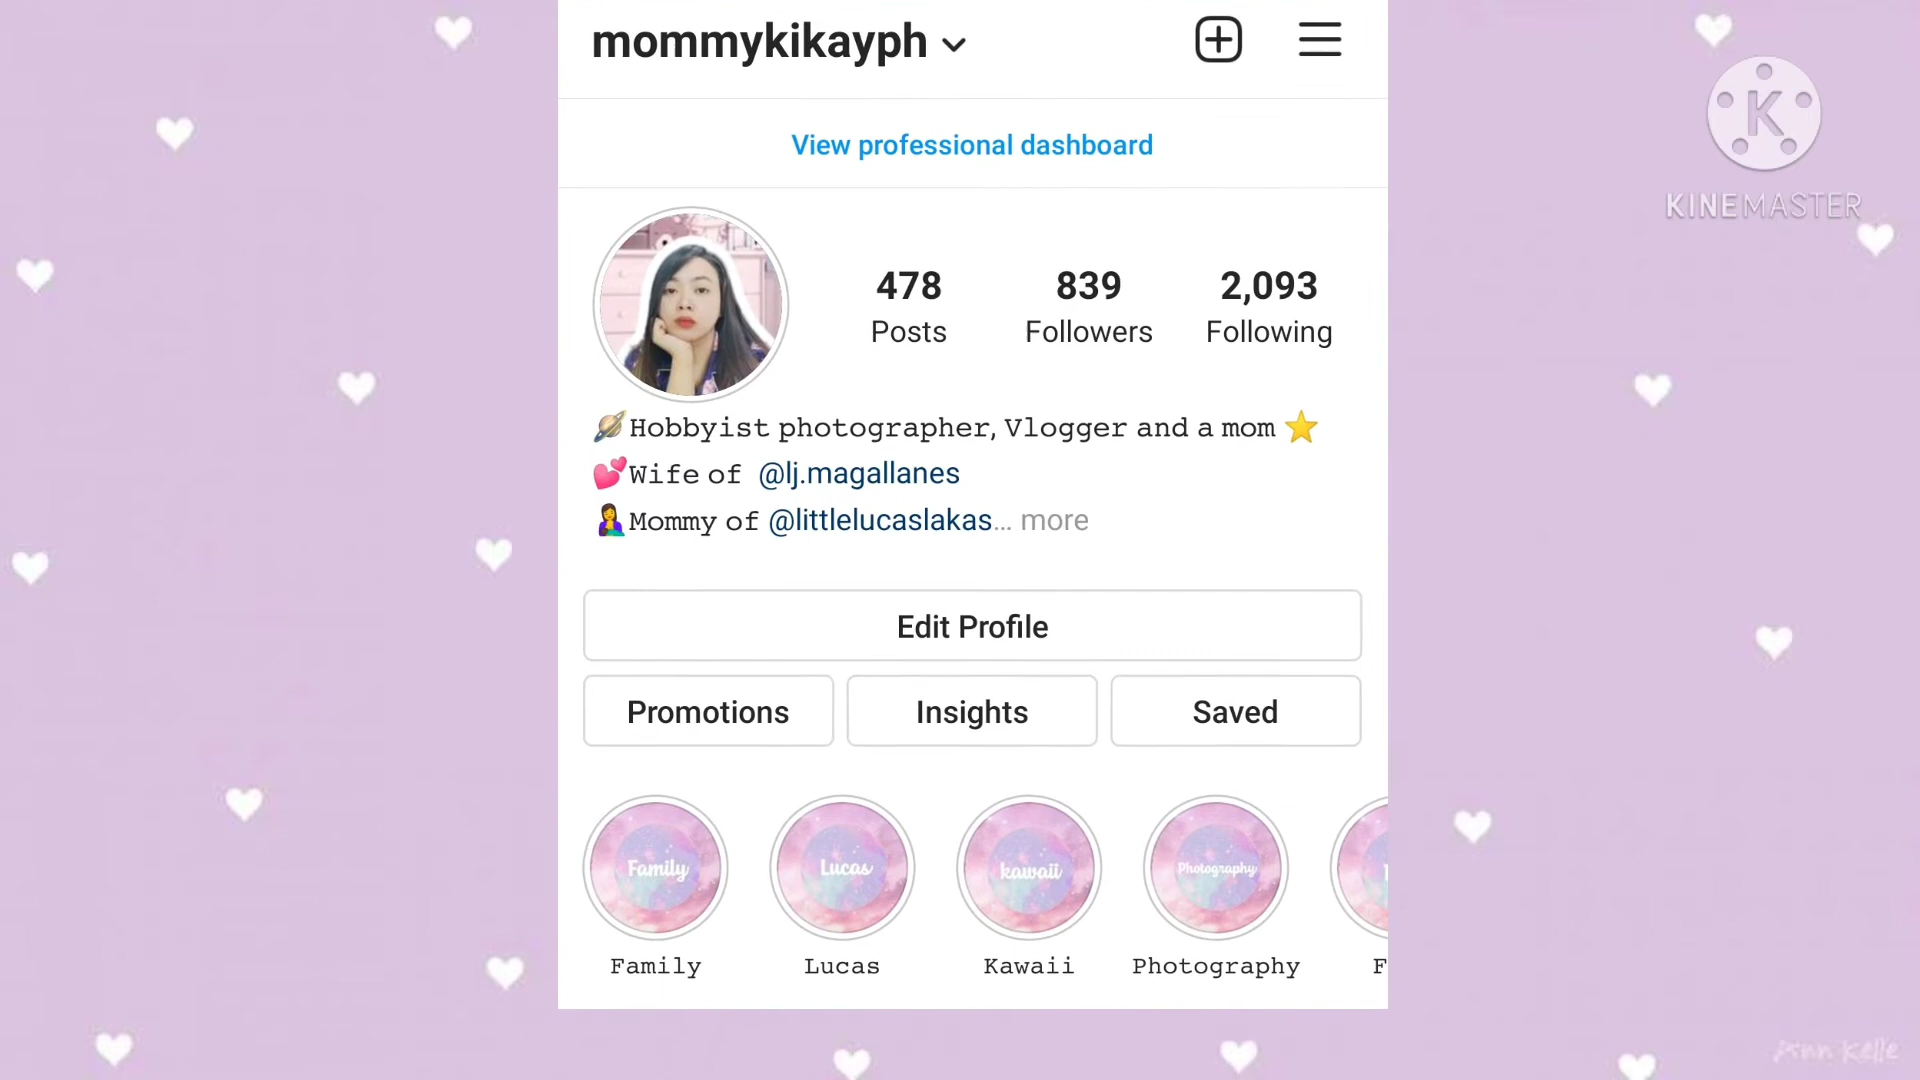 mommykikayph
View professional dashboard
478 839 2,093
Posts Followers Following
🪐Hobbyist photographer, Vlogger and a mom ⭐
💕Wife of @lj.magallanes
🤱Mommy of @littlelucaslakas... more
Edit Profile
Promotions Insights Saved
Family Lucas kawaii Photography
Family Lucas Kawaii Photography F
K
KINEMASTER
Ann Kelle